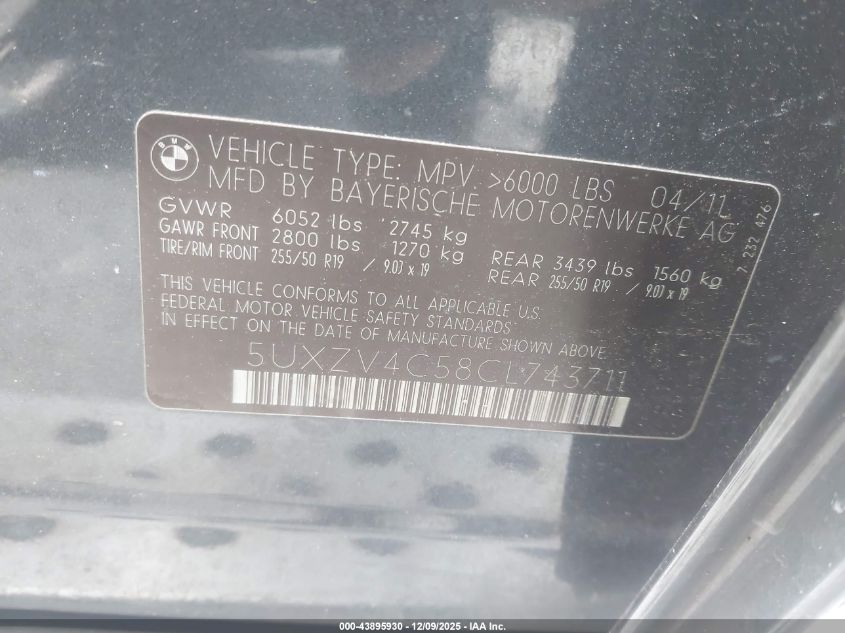 BMW
VEHICLE TYPE: MPV >6000 LBS 04/11
MFD BY BAYERISCHE MOTORENWERKE AG
GVWR 6052 lbs 2745 kg
GAWR FRONT 2800 lbs 1270 kg REAR 3439 lbs 1560 kg
TIRE/RIM FRONT 255/50 R19 / 9.0J x 19 REAR 255/50 R19 / 9.0J x 19
7 232 476
THIS VEHICLE CONFORMS TO ALL APPLICABLE U.S.
FEDERAL MOTOR VEHICLE SAFETY STANDARDS
IN EFFECT ON THE DATE OF MANUFACTURE SHOWN ABOVE
5UXZV4C58CL743711
000-43895930 - 12/09/2025 - IAA Inc.